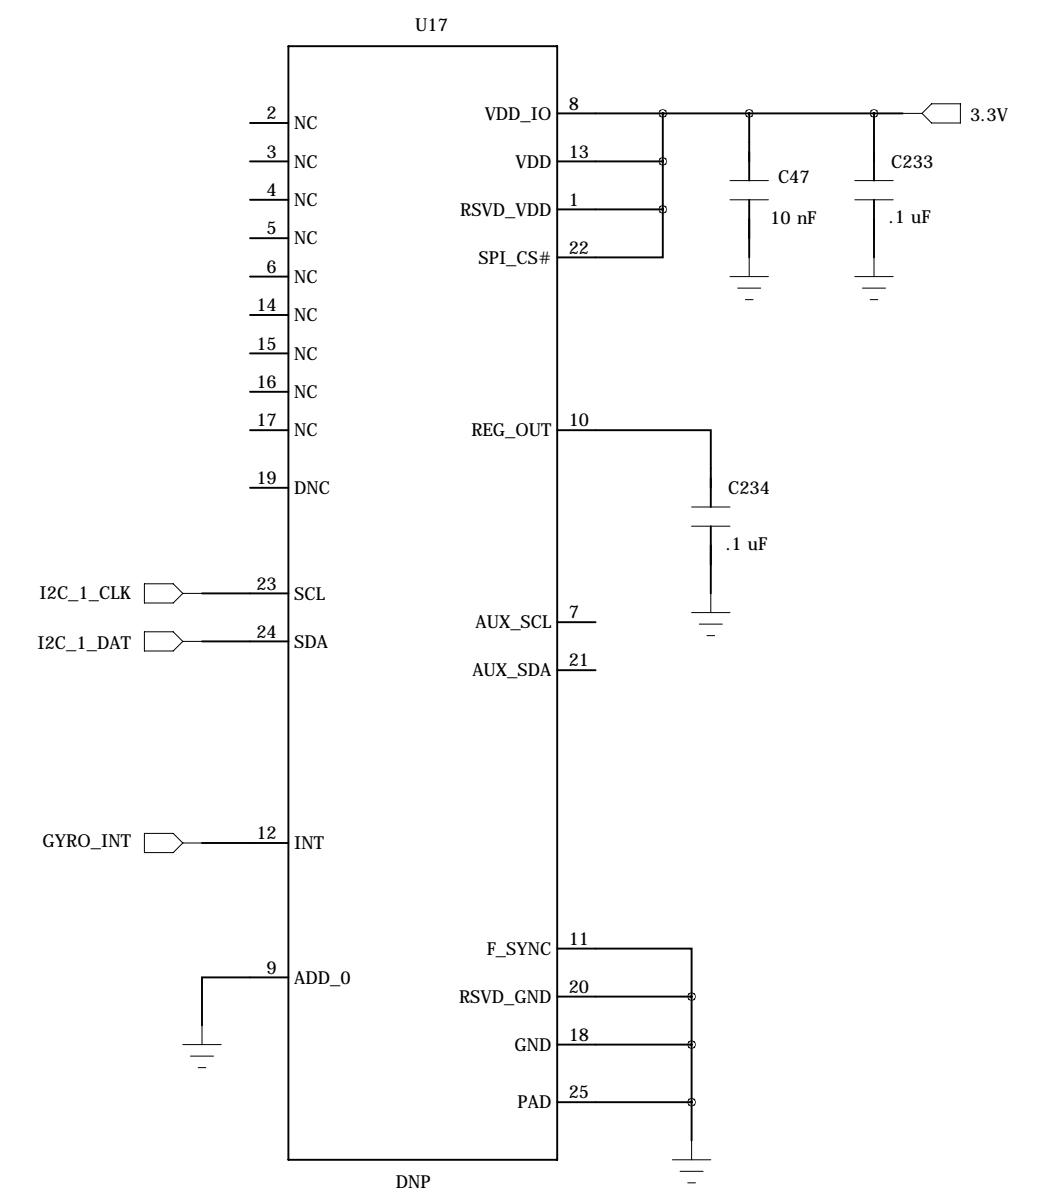 U17
2 NC
3 NC
4 NC
5 NC
6 NC
14 NC
15 NC
16 NC
17 NC
19 DNC
I2C_1_CLK 23 SCL
I2C_1_DAT 24 SDA
GYRO_INT 12 INT
9 ADD_0
VDD_IO 8
3.3V
VDD 13
RSVD_VDD 1
SPI_CS# 22
C47
10 nF
C233
.1 uF
REG_OUT 10
C234
.1 uF
AUX_SCL 7
AUX_SDA 21
F_SYNC 11
RSVD_GND 20
GND 18
PAD 25
DNP